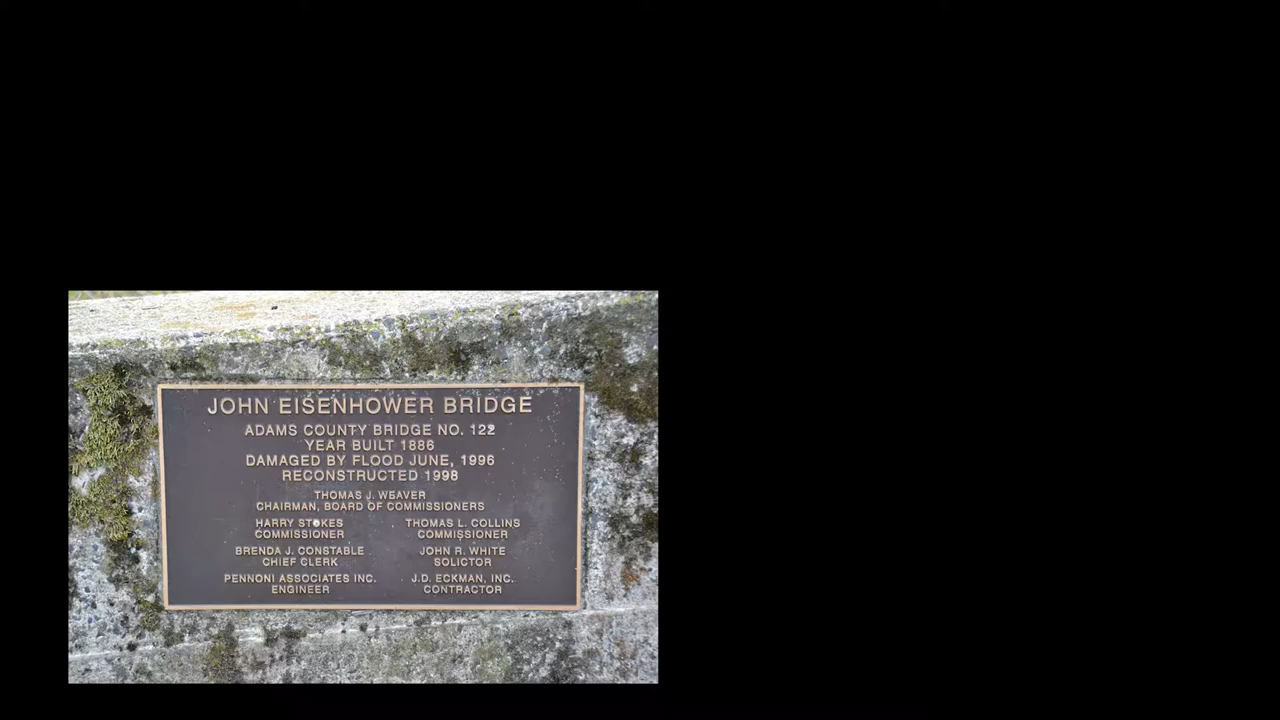 JOHN EISENHOWER BRIDGE
ADAMS COUNTY BRIDGE NO. 122
YEAR BUILT 1886
DAMAGED BY FLOOD JUNE, 1996
RECONSTRUCTED 1998
THOMAS J. WEAVER
CHAIRMAN, BOARD OF COMMISSIONERS
HARRY STOKES
COMMISSIONER
THOMAS L. COLLINS
COMMISSIONER
BRENDA J. CONSTABLE
CHIEF CLERK
JOHN R. WHITE
SOLICTOR
PENNONI ASSOCIATES INC.
ENGINEER
J.D. ECKMAN, INC.
CONTRACTOR